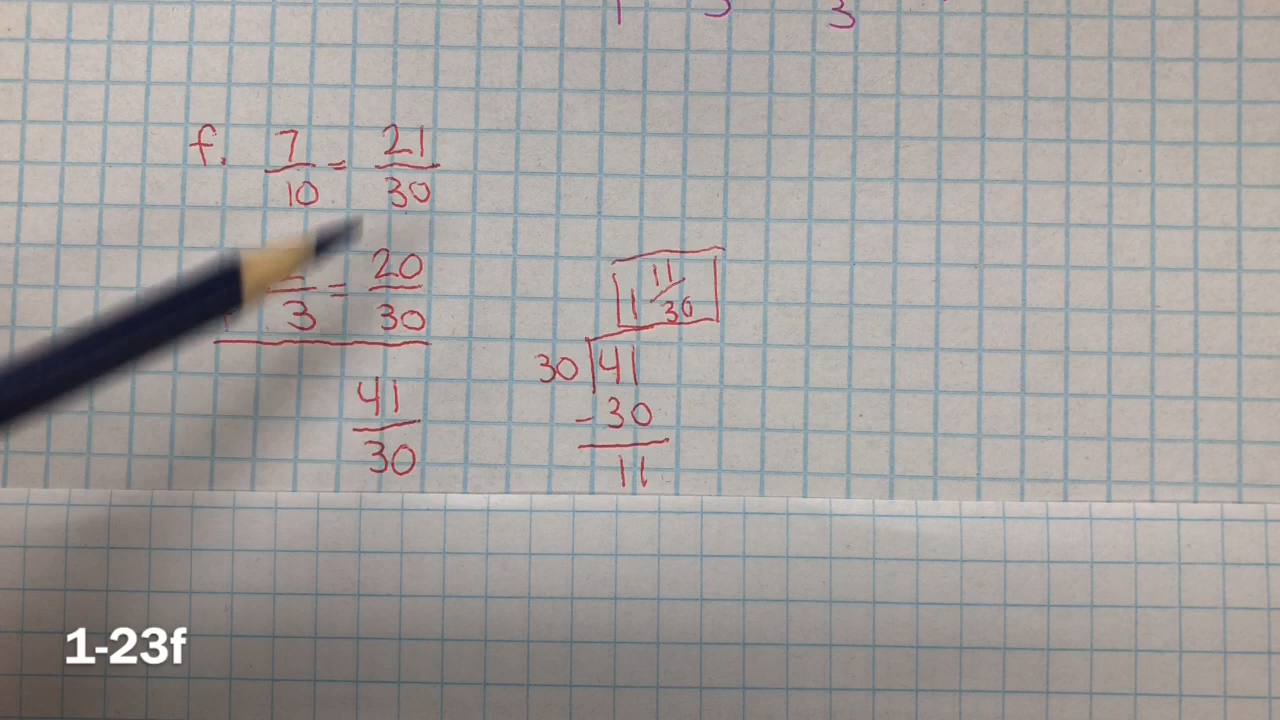 f. 7/10 = 21/30
/3 = 20/30
41/30
1 11/30
30 41
-30
11
1-23f